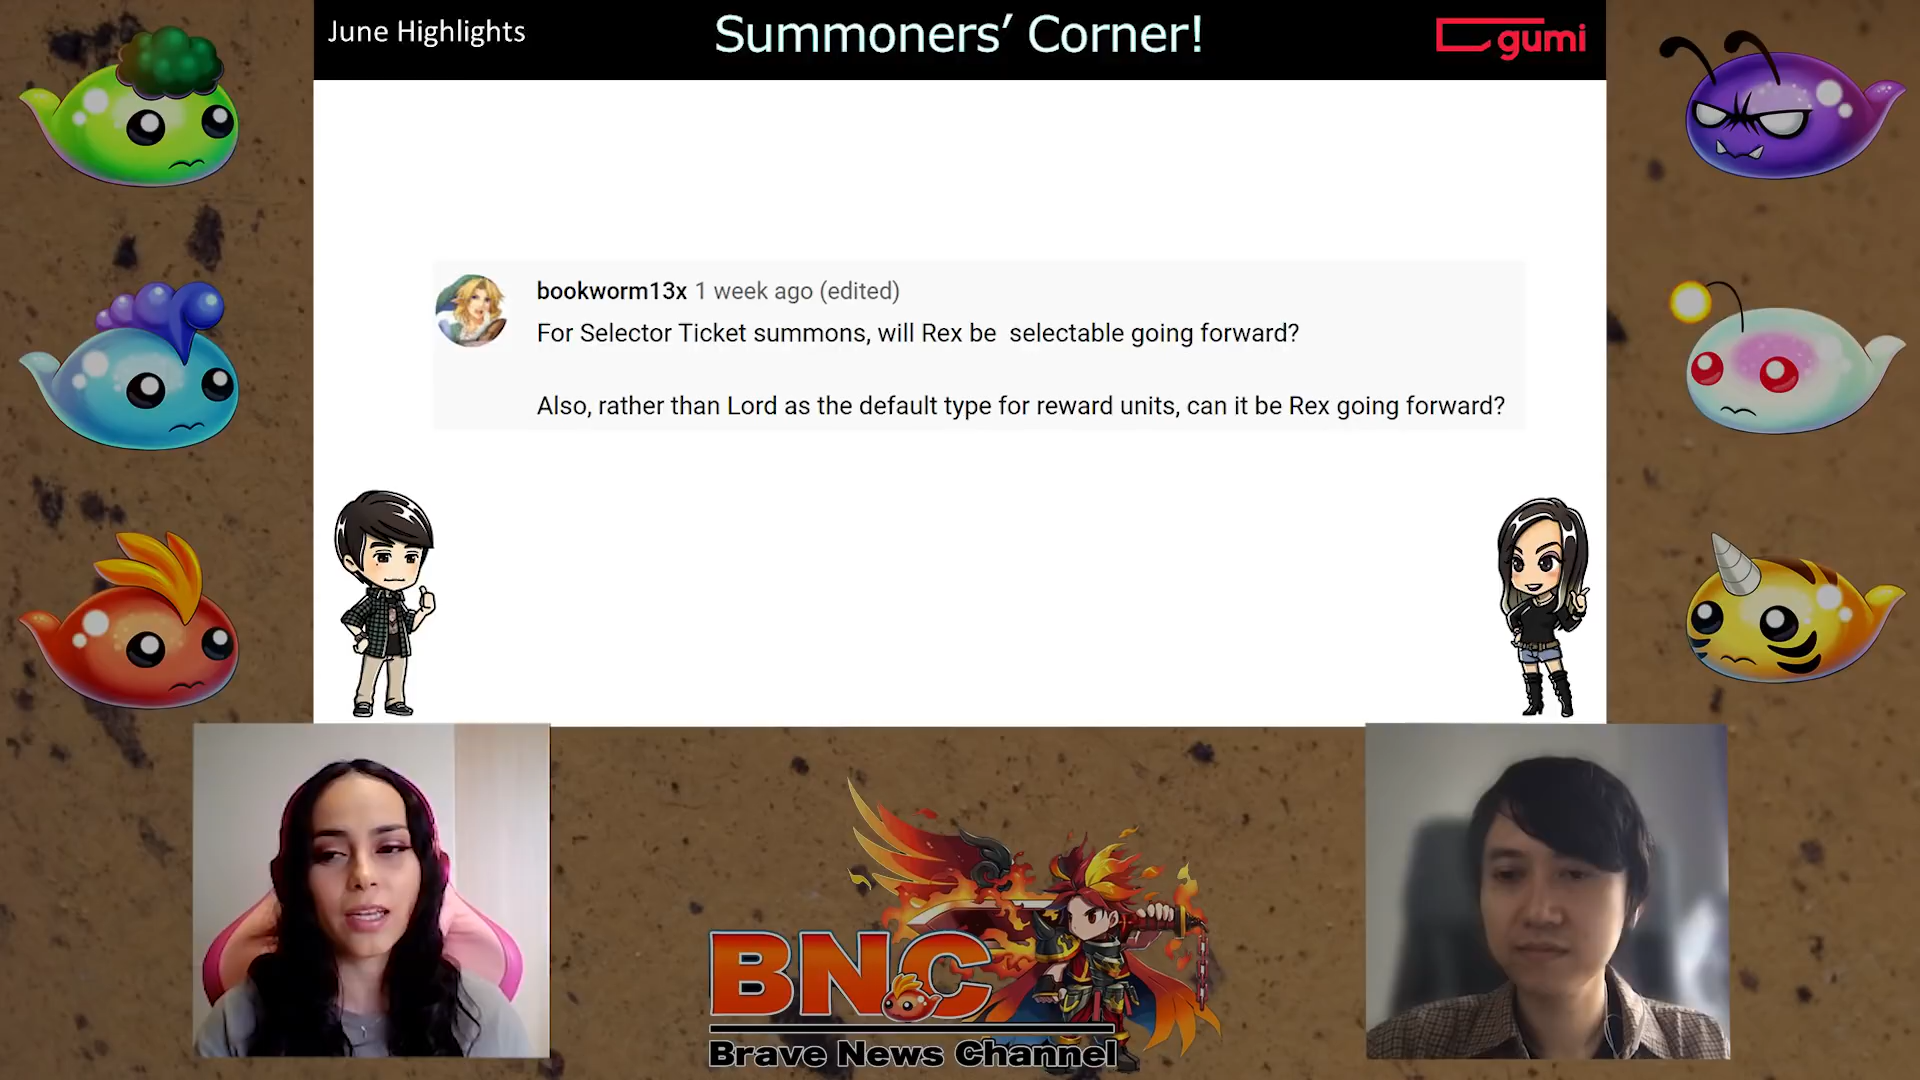 June Highlights
Summoners’ Corner!
gumi
bookworm13x 1 week ago (edited)
For Selector Ticket summons, will Rex be  selectable going forward?
Also, rather than Lord as the default type for reward units, can it be Rex going forward?
BNC
Brave News Channel